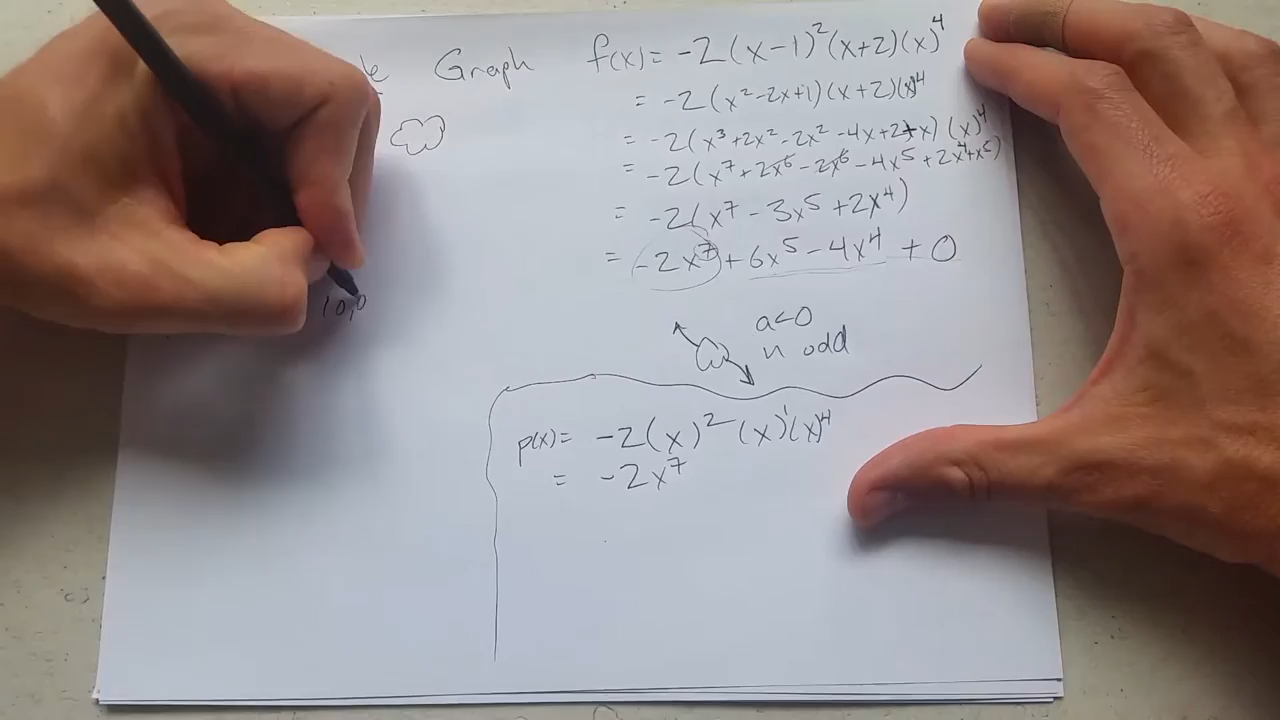 Graph f(x) = -2(x-1)²(x+2)(x)⁴
= -2(x²-2x+1)(x+2)(x)⁴
= -2(x³+2x²-2x²-4x+2+x)(x)⁴
= -2(x⁷+2x⁶-2x⁶-4x⁵+2x⁴+x⁵)
= -2(x⁷-3x⁵+2x⁴)
= -2x⁷+6x⁵-4x⁴+0
(0,0
a<0
n odd
p(x)= -2(x)²(x)¹(x)⁴
= -2x⁷